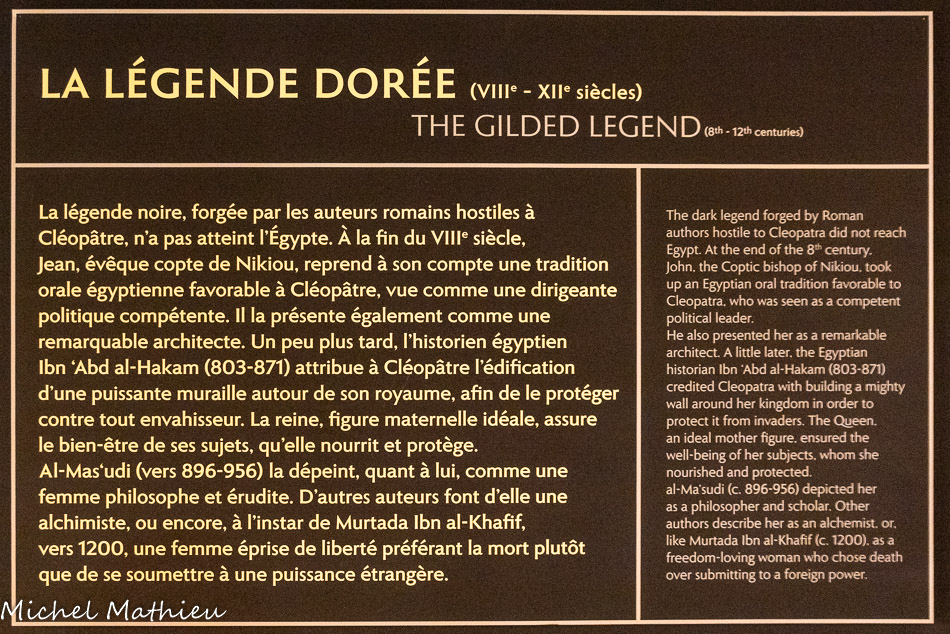 LA LÉGENDE DORÉE (VIIIe - XIIe siècles)
THE GILDED LEGEND (8th - 12th centuries)
La légende noire, forgée par les auteurs romains hostiles à
Cléopâtre, n'a pas atteint l'Égypte. À la fin du VIIIe siècle,
Jean, évêque copte de Nikiou, reprend à son compte une tradition
orale égyptienne favorable à Cléopâtre, vue comme une dirigeante
politique compétente. Il la présente également comme une
remarquable architecte. Un peu plus tard, l'historien égyptien
Ibn ‘Abd al-Hakam (803-871) attribue à Cléopâtre l'édification
d'une puissante muraille autour de son royaume, afin de le protéger
contre tout envahisseur. La reine, figure maternelle idéale, assure
le bien-être de ses sujets, qu'elle nourrit et protège.
Al-Mas‘udi (vers 896-956) la dépeint, quant à lui, comme une
femme philosophe et érudite. D'autres auteurs font d'elle une
alchimiste, ou encore, à l'instar de Murtada Ibn al-Khafif,
vers 1200, une femme éprise de liberté préférant la mort plutôt
que de se soumettre à une puissance étrangère.
The dark legend forged by Roman
authors hostile to Cleopatra did not reach
Egypt. At the end of the 8th century,
John, the Coptic bishop of Nikiou, took
up an Egyptian oral tradition favorable to
Cleopatra, who was seen as a competent
political leader.
He also presented her as a remarkable
architect. A little later, the Egyptian
historian Ibn ‘Abd al-Hakam (803-871)
credited Cleopatra with building a mighty
wall around her kingdom in order to
protect it from invaders. The Queen,
an ideal mother figure, ensured the
well-being of her subjects, whom she
nourished and protected.
al-Ma'sudi (c. 896-956) depicted her
as a philosopher and scholar. Other
authors describe her as an alchemist, or,
like Murtada Ibn al-Khafif (c. 1200), as a
freedom-loving woman who chose death
over submitting to a foreign power.
Michel Mathieu